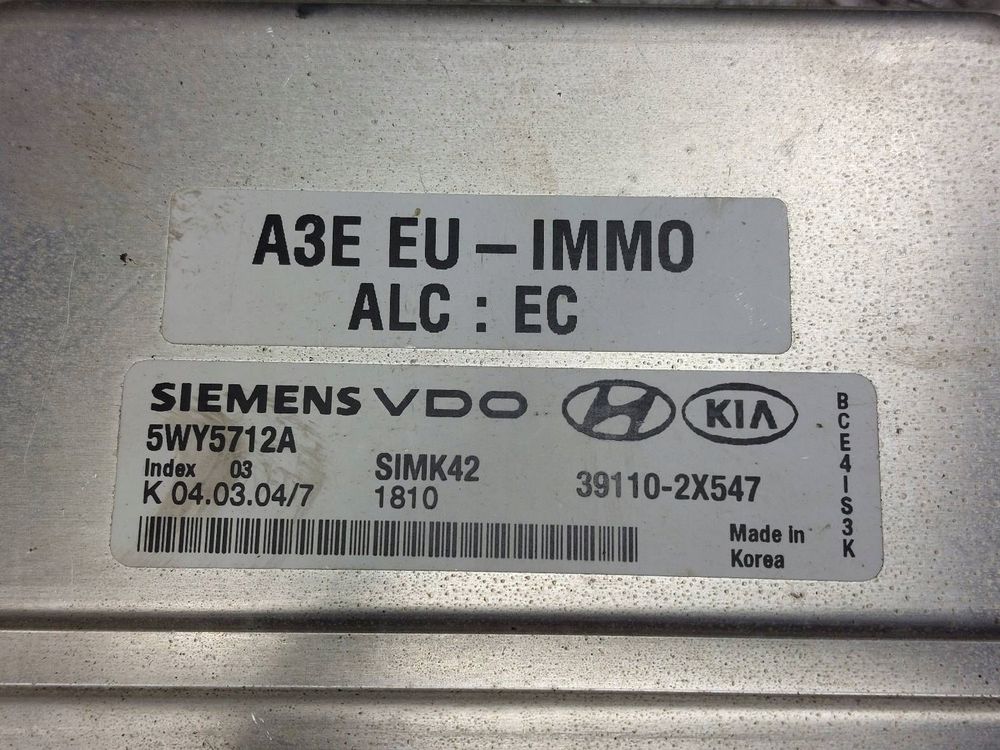 A3E EU – IMMO
ALC : EC
SIEMENS VDO
KIA
5WY5712A
Index 03
SIMK42
39110-2X547
K 04.03.04/7
1810
Made in
Korea
BCE4IS3K